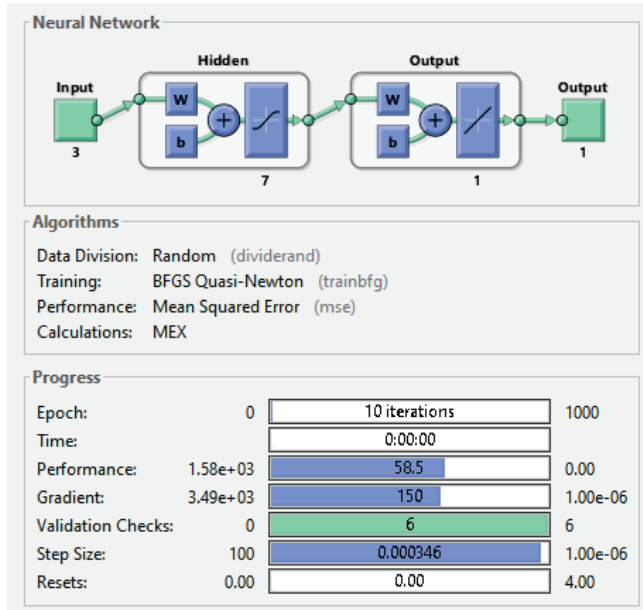 Neural Network
Hidden
Output
Input
Output
W
W
b
b
+
+
3
7
1
1
Algorithms
Data Division: Random (dividerand)
Training: BFGS Quasi-Newton (trainbfg)
Performance: Mean Squared Error (mse)
Calculations: MEX
Progress
Epoch: 0 10 iterations 1000
Time: 0:00:00
Performance: 1.58e+03 58.5 0.00
Gradient: 3.49e+03 150 1.00e-06
Validation Checks: 0 6 6
Step Size: 100 0.000346 1.00e-06
Resets: 0.00 0.00 4.00